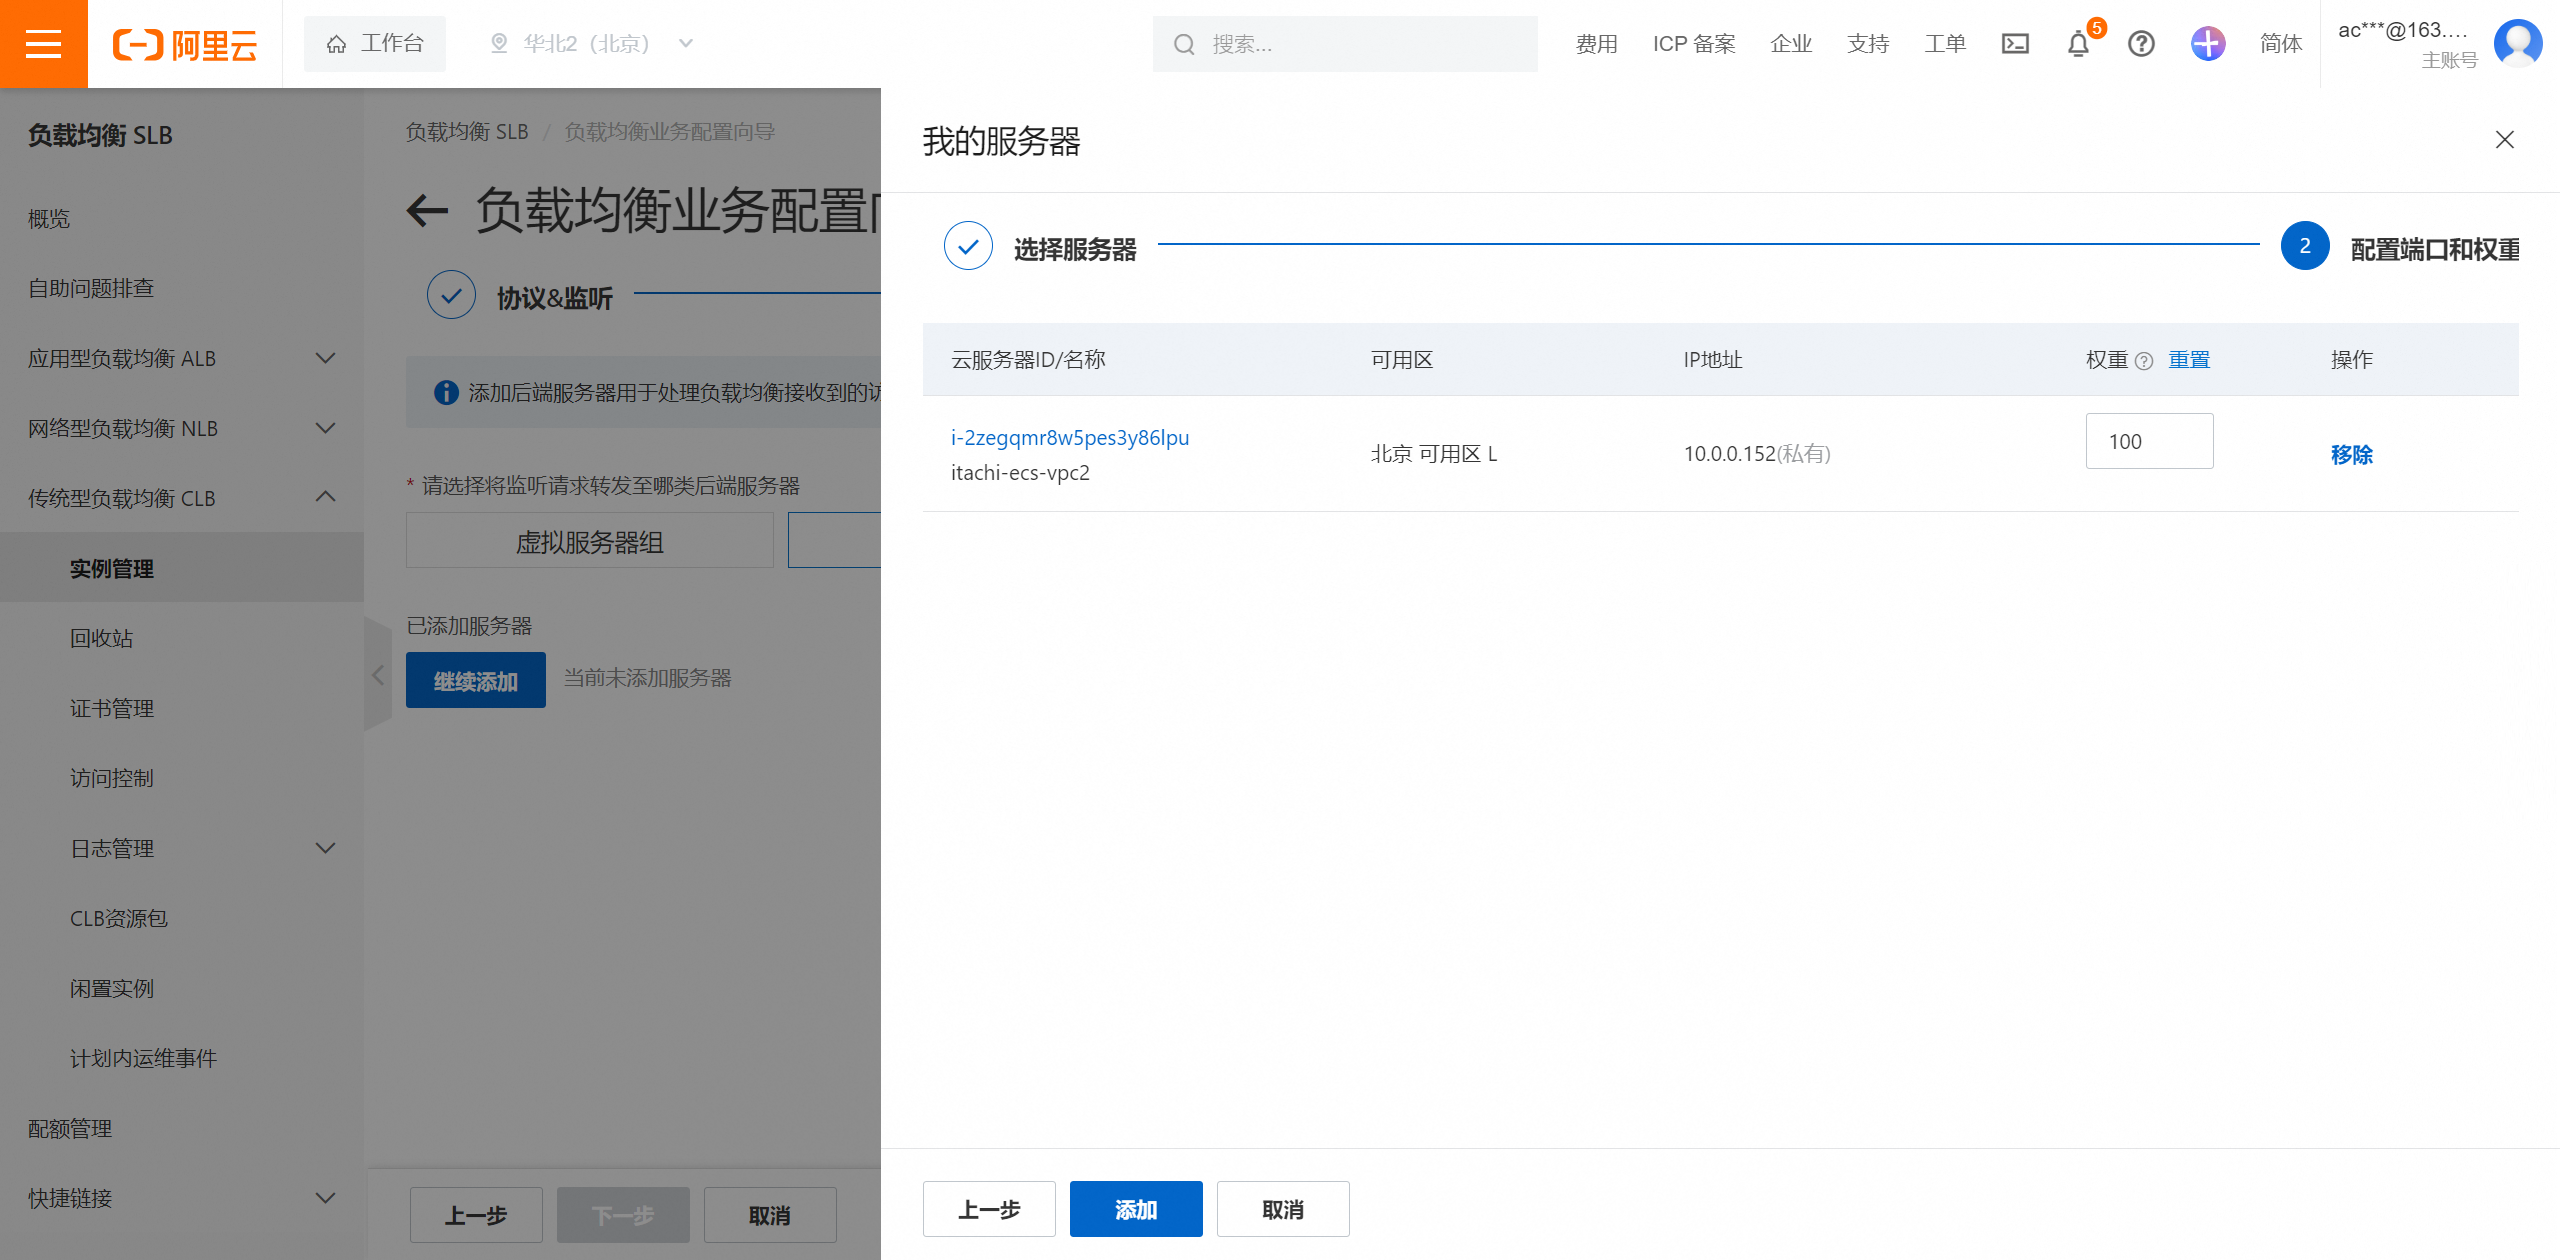 阿里云
工作台
华北2（北京）
搜索...
费用
ICP 备案
企业
支持
工单
5
简体
ac***@163....
主账号
负载均衡 SLB
概览
自助问题排查
应用型负载均衡 ALB
网络型负载均衡 NLB
传统型负载均衡 CLB
实例管理
回收站
证书管理
访问控制
日志管理
CLB资源包
闲置实例
计划内运维事件
配额管理
快捷链接
负载均衡 SLB / 负载均衡业务配置向导
负载均衡业务配置
协议&监听
添加后端服务器用于处理负载均衡接收到的访
* 请选择将监听请求转发至哪类后端服务器
虚拟服务器组
已添加服务器
继续添加
当前未添加服务器
上一步
下一步
取消
我的服务器
选择服务器
2
配置端口和权重
云服务器ID/名称
可用区
IP地址
权重
重置
操作
i-2zegqmr8w5pes3y86lpu
itachi-ecs-vpc2
北京 可用区 L
10.0.0.152(私有)
100
移除
上一步
添加
取消